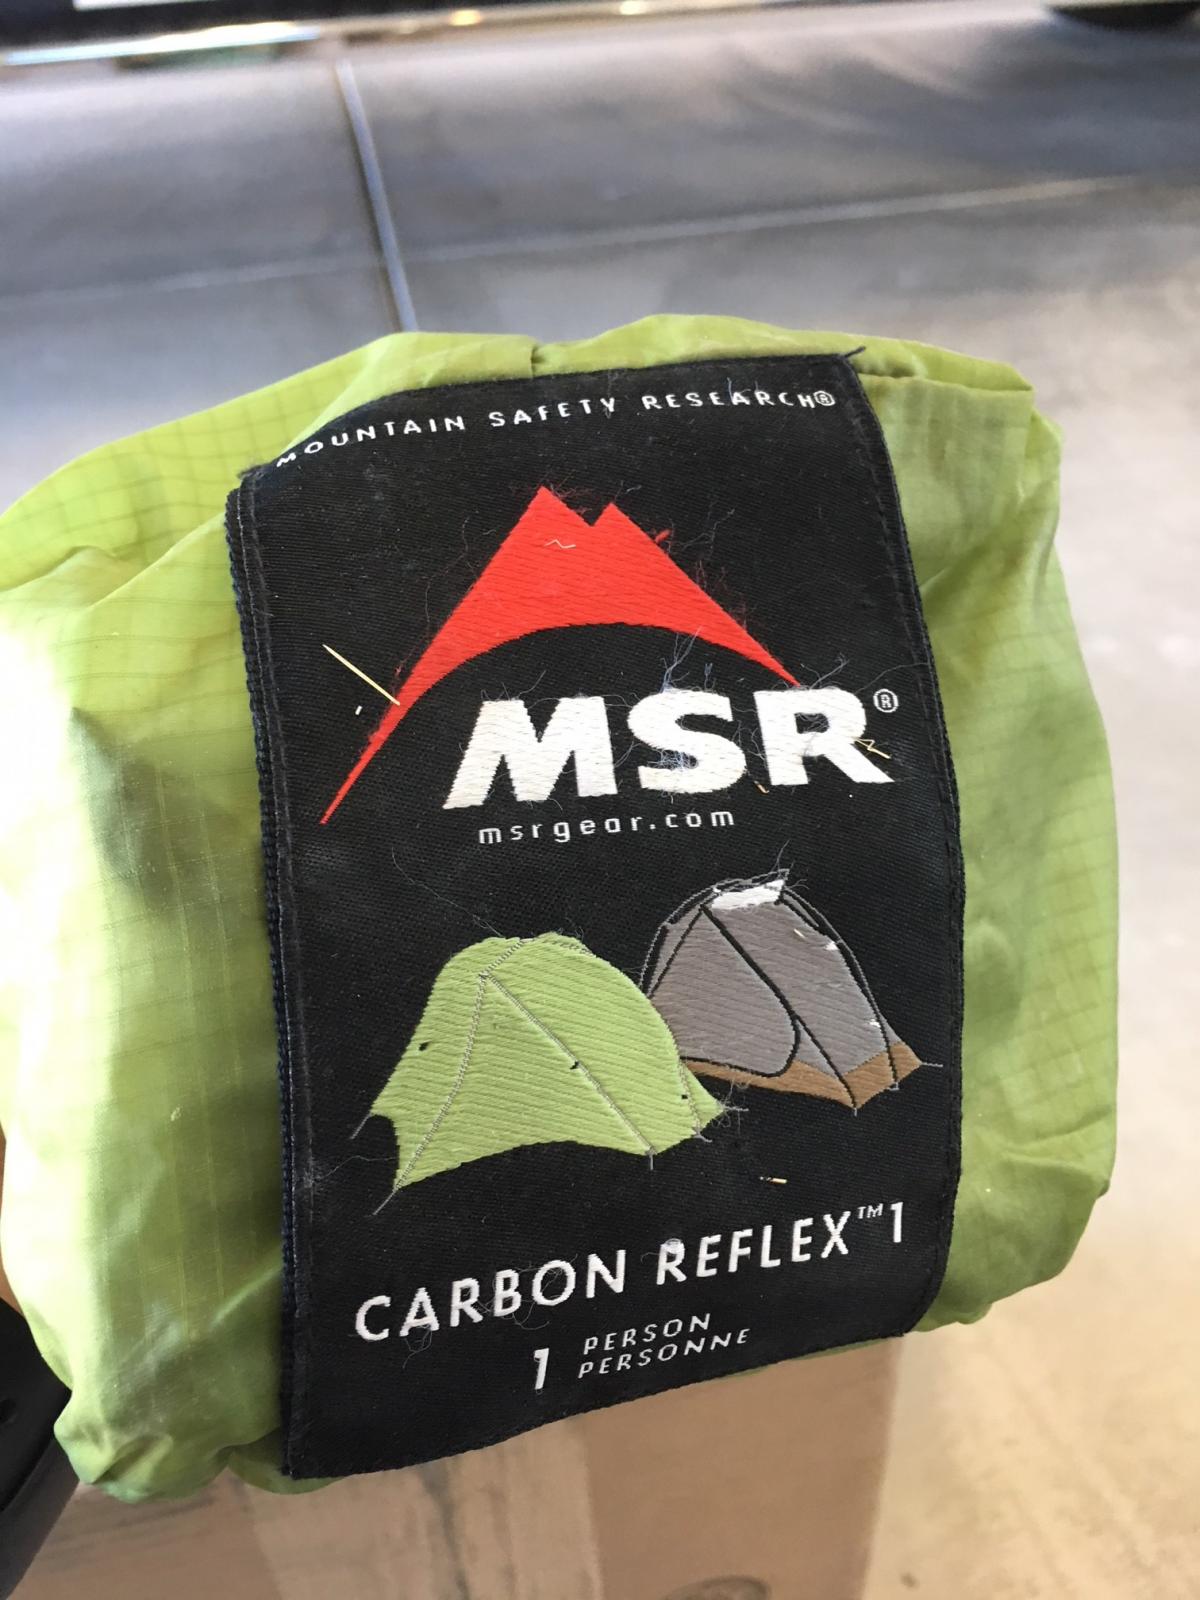 MOUNTAIN SAFETY RESEARCH®
MSR®
msrgear.com
CARBON REFLEX™1
1 PERSON
PERSONNE